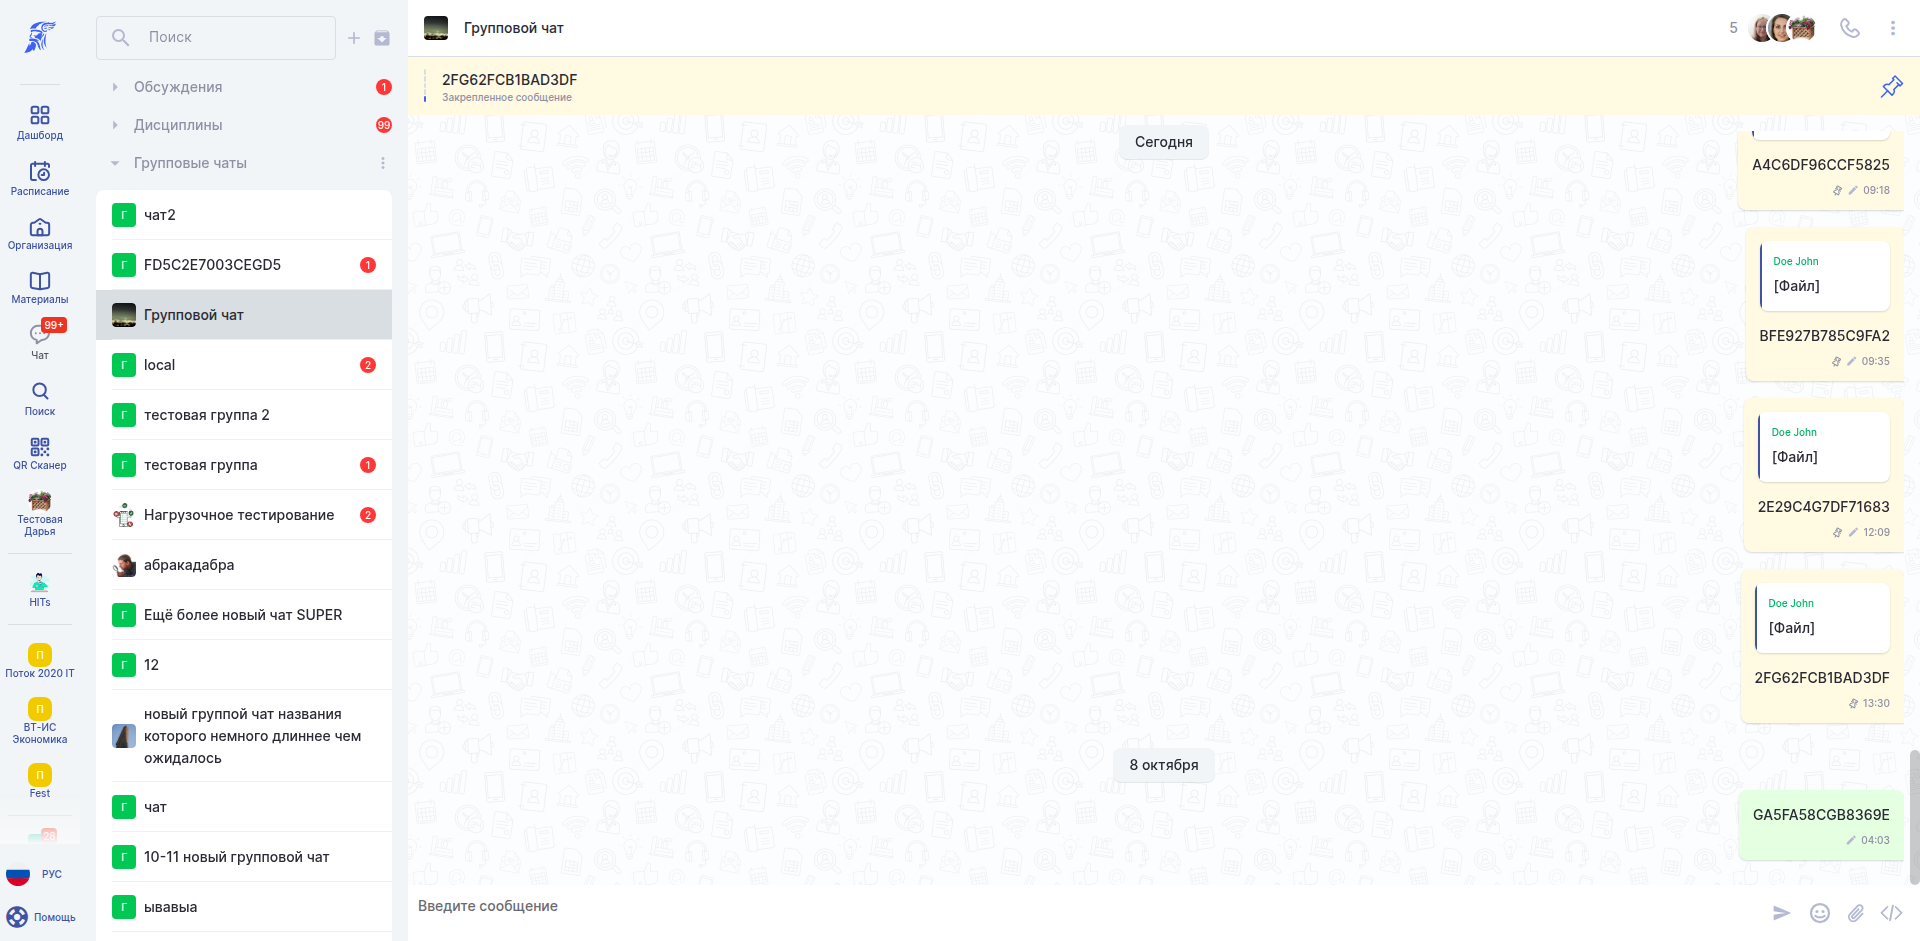 Дашборд
Расписание
Организация
Материалы
99+
Чат
Поиск
QR Сканер
Тестовая
Дарья
HITs
П
Поток 2020 IT
П
ВТ-ИС
Экономика
П
Fest
28
РУС
Помощь
Поиск
Обсуждения
1
Дисциплины
99
Групповые чаты
Г
чат2
Г
FD5C2E7003CEGD5
1
Групповой чат
Г
local
2
Г
тестовая группа 2
Г
тестовая группа
1
Нагрузочное тестирование
2
абракадабра
Г
Ещё более новый чат SUPER
Г
12
новый группой чат названия
которого немного длиннее чем
ожидалось
Г
чат
Г
10-11 новый групповой чат
Г
ывавыа
Групповой чат
5
2FG62FCB1BAD3DF
Закрепленное сообщение
Сегодня
A4C6DF96CCF5825
09:18
Doe John
[Файл]
BFE927B785C9FA2
09:35
Doe John
[Файл]
2E29C4G7DF71683
12:09
Doe John
[Файл]
2FG62FCB1BAD3DF
13:30
8 октября
GA5FA58CGB8369E
04:03
Введите сообщение